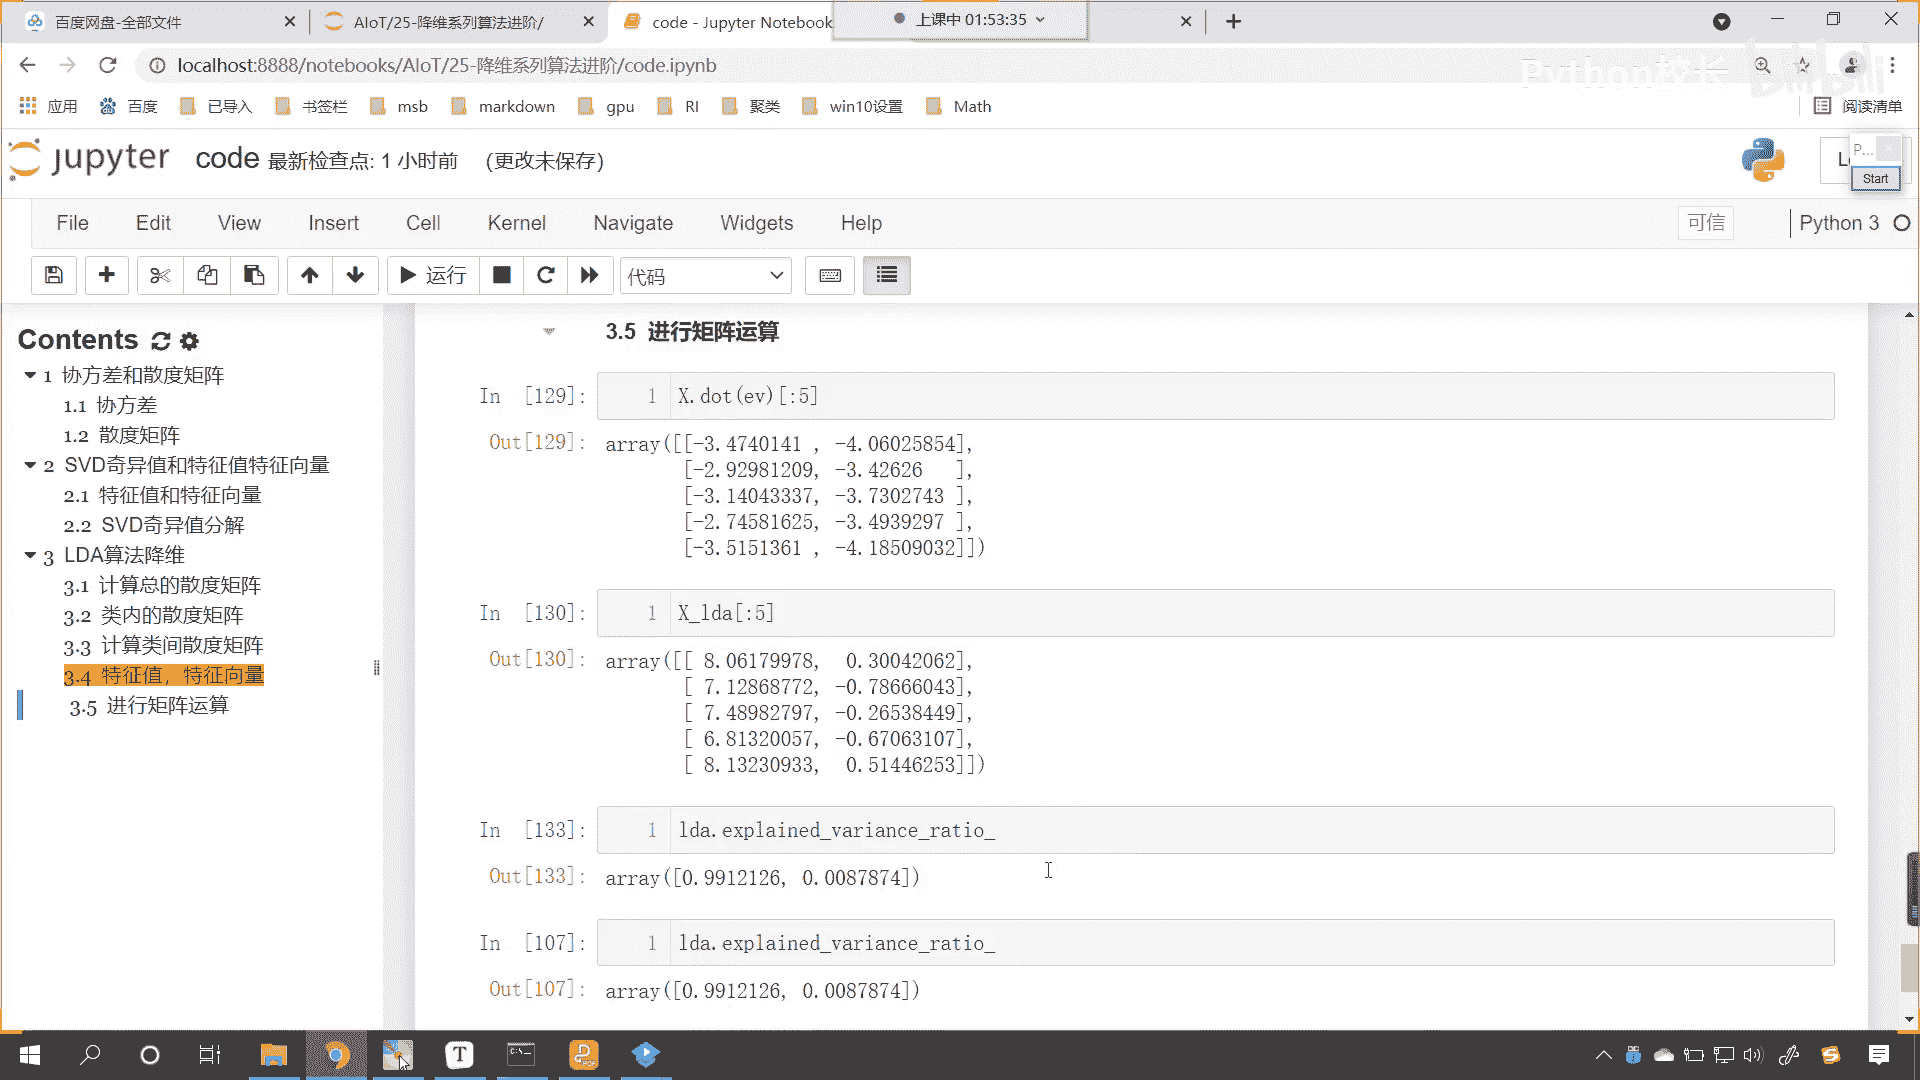 百度网盘-全部文件
AIoT/25-降维系列算法进阶/
code - Jupyter Notebook
上课中 01:53:35
localhost:8888/notebooks/AIoT/25-降维系列算法进阶/code.ipynb
应用 百度 已导入 书签栏 msb markdown gpu RI 聚类 win10设置 Math 阅读清单
jupyter code 最新检查点: 1 小时前 (更改未保存)
P...
Start
File Edit View Insert Cell Kernel Navigate Widgets Help 可信 Python 3
运行 代码
Contents
1 协方差和散度矩阵
1.1 协方差
1.2 散度矩阵
2 SVD奇异值和特征值特征向量
2.1 特征值和特征向量
2.2 SVD奇异值分解
3 LDA算法降维
3.1 计算总的散度矩阵
3.2 类内的散度矩阵
3.3 计算类间散度矩阵
3.4 特征值，特征向量
3.5 进行矩阵运算
3.5 进行矩阵运算
In [129]: 1 X.dot(ev)[:5]
Out[129]: array([[-3.4740141 , -4.06025854],
[-2.92981209, -3.42626 ],
[-3.14043337, -3.7302743 ],
[-2.74581625, -3.4939297 ],
[-3.5151361 , -4.18509032]])
In [130]: 1 X_lda[:5]
Out[130]: array([[ 8.06179978, 0.30042062],
[ 7.12868772, -0.78666043],
[ 7.48982797, -0.26538449],
[ 6.81320057, -0.67063107],
[ 8.13230933, 0.51446253]])
In [133]: 1 lda.explained_variance_ratio_
Out[133]: array([0.9912126, 0.0087874])
In [107]: 1 lda.explained_variance_ratio_
Out[107]: array([0.9912126, 0.0087874])